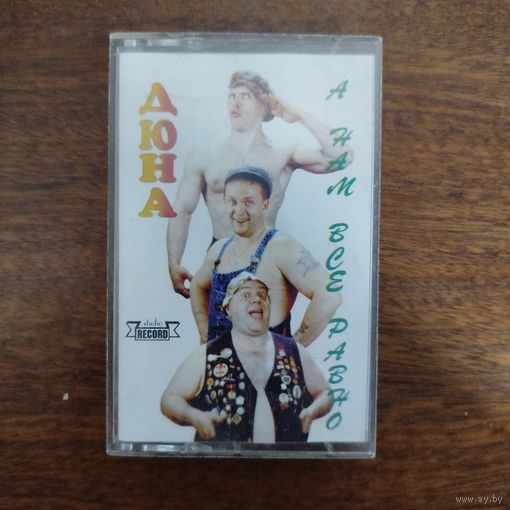 ДЮНА
А НАМ ВСЕ РАВНО
studio
RECORD
www.ay.by